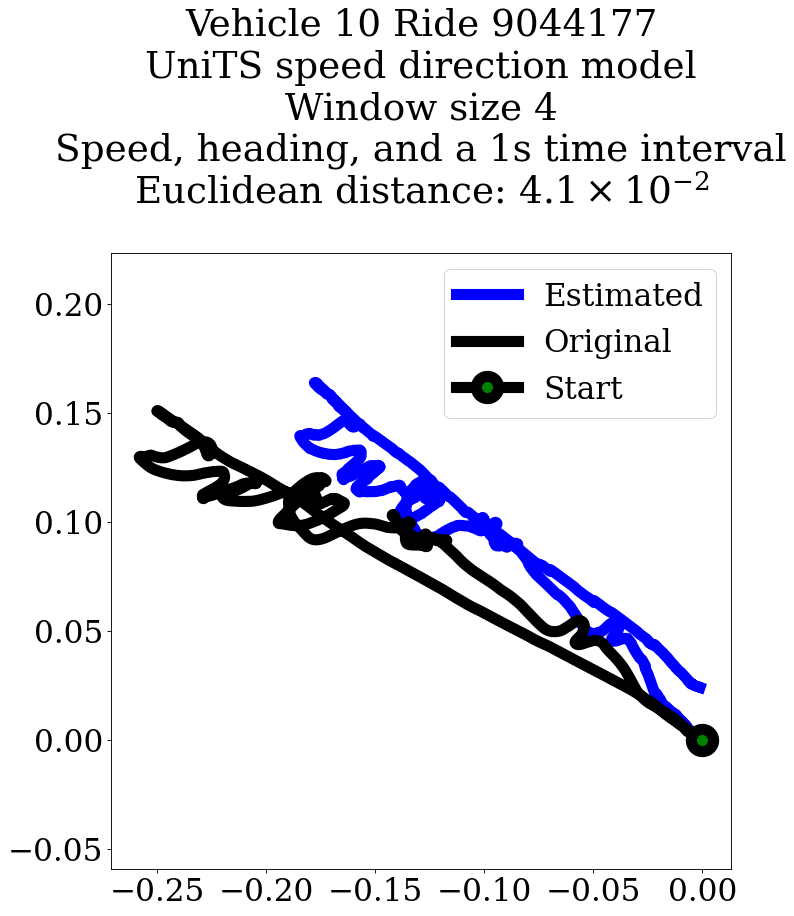 Vehicle 10 Ride 9044177
UniTS speed direction model
Window size 4
Speed, heading, and a 1s time interval
Euclidean distance: 4.1 × 10⁻²
Estimated
Original
Start
0.20
0.15
0.10
0.05
0.00
−0.05
−0.25 −0.20 −0.15 −0.10 −0.05 0.00